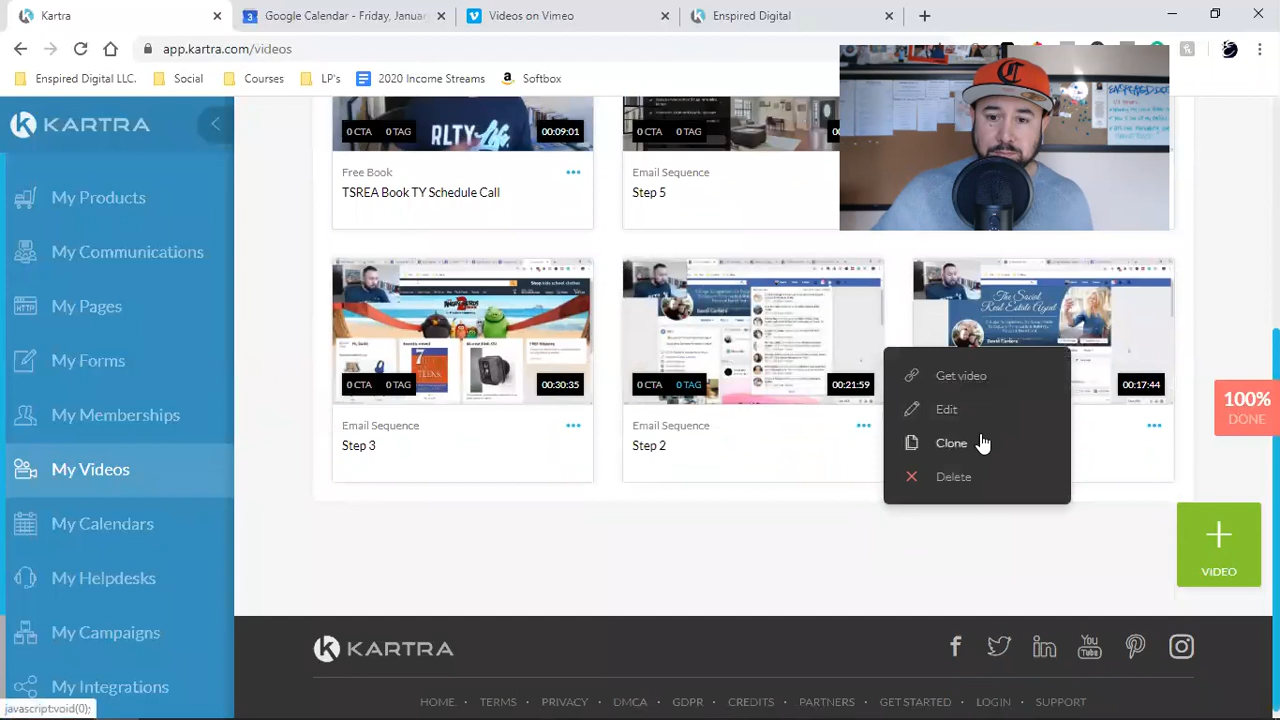 Kartra
Google Calendar - Friday, Januar
Videos on Vimeo
Enspired Digital
app.kartra.com/videos
Enspired Digital LLC.
Social
LP's
2020 Income Streams
Softbox
KARTRA
My Products
My Communications
My Pages
My Forms
My Memberships
My Videos
My Calendars
My Helpdesks
My Campaigns
My Integrations
javascript:void(0);
RLTY-Life
0 CTA 0 TAG 00:09:01
Free Book
TSREA Book TY Schedule Call
0 CTA 0 TAG
Email Sequence
Step 5
0 CTA 0 TAG 00:30:35
Email Sequence
Step 3
0 CTA 0 TAG 00:21:59
Email Sequence
Step 2
The Social
Real Estate Agent
00:17:44
Get video
Edit
Clone
Delete
100%
DONE
VIDEO
KARTRA
HOME
TERMS
PRIVACY
DMCA
GDPR
CREDITS
PARTNERS
GET STARTED
LOGIN
SUPPORT